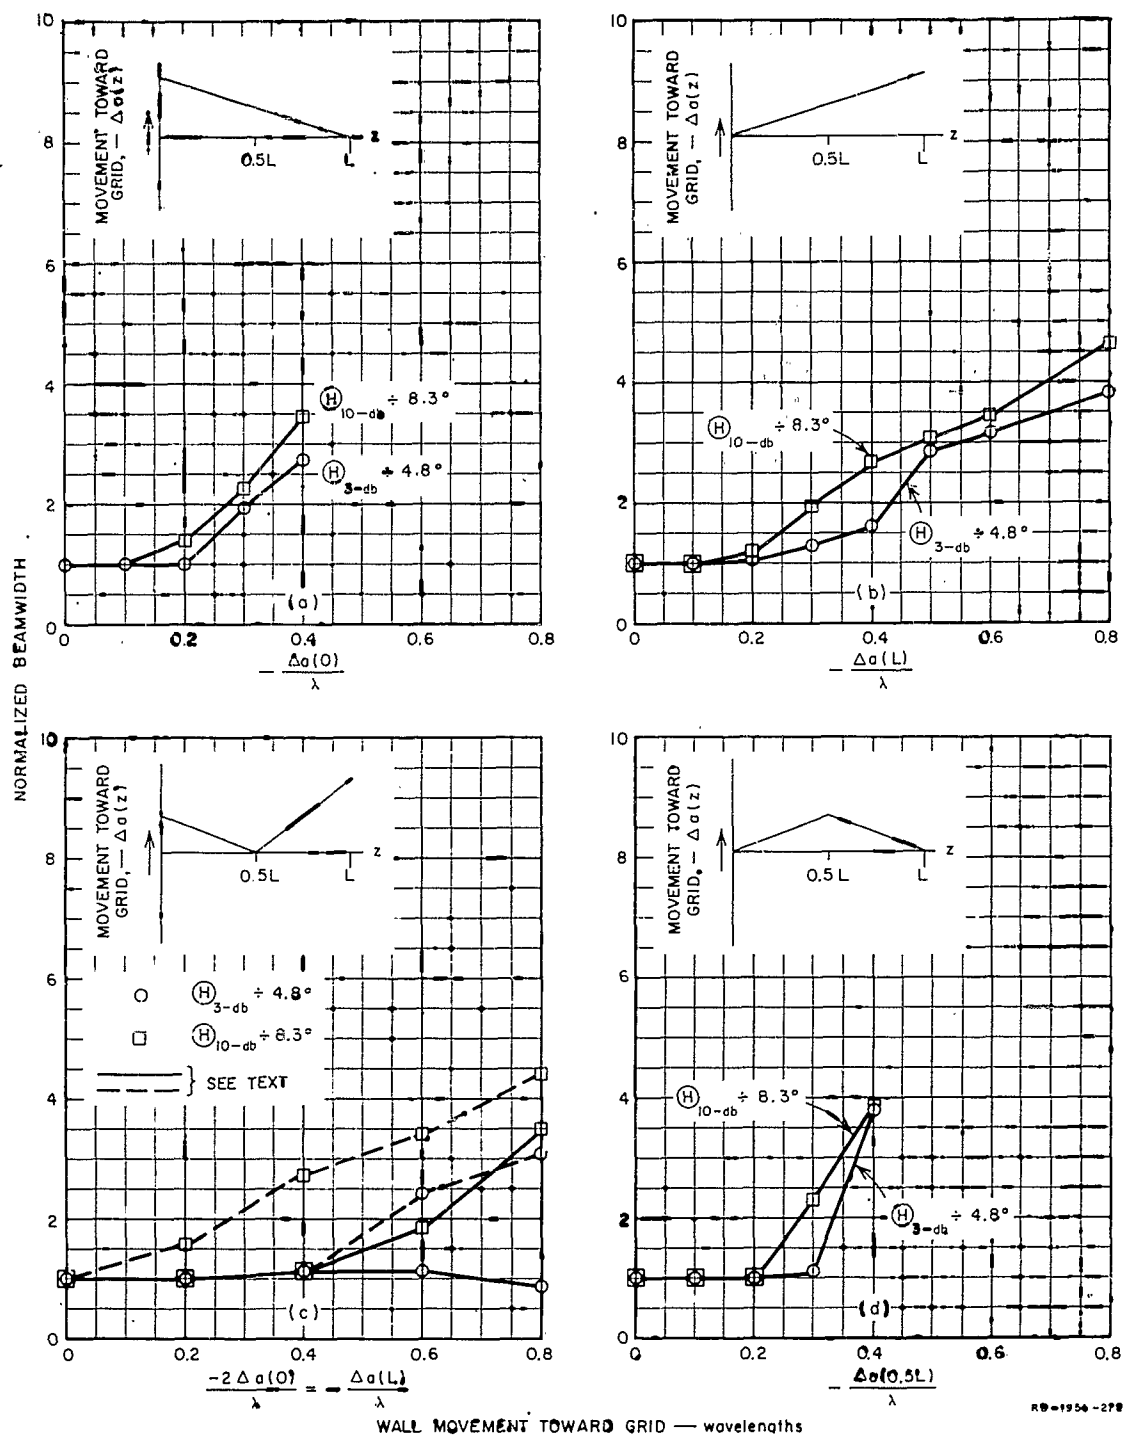 NORMALIZED BEAMWIDTH
10
8
6
4
2
0
MOVEMENT TOWARD
GRID, — Δa(z)
0.5L
L
z
Ⓗ10-db ÷ 8.3°
Ⓗ3-db ÷ 4.8°
(a)
0 0.2 0.4 0.6 0.8
— Δa(0)
λ
10
8
6
4
2
0
MOVEMENT TOWARD
GRID, — Δa(z)
0.5L
L
z
Ⓗ10-db ÷ 8.3°
Ⓗ3-db ÷ 4.8°
(b)
0 0.2 0.4 0.6 0.8
— Δa(L)
λ
10
8
6
4
2
0
MOVEMENT TOWARD
GRID, — Δa(z)
0.5L
L
z
Ⓗ3-db ÷ 4.8°
Ⓗ10-db ÷ 8.3°
} SEE TEXT
(c)
0 0.2 0.4 0.6 0.8
-2Δa(0) = — Δa(L)
λ λ
10
8
6
4
2
0
MOVEMENT TOWARD
GRID, — Δa(z)
0.5L
L
z
Ⓗ10-db ÷ 8.3°
Ⓗ3-db ÷ 4.8°
(d)
0 0.2 0.4 0.6 0.8
— Δa(0.5L)
λ
WALL MOVEMENT TOWARD GRID — wavelengths